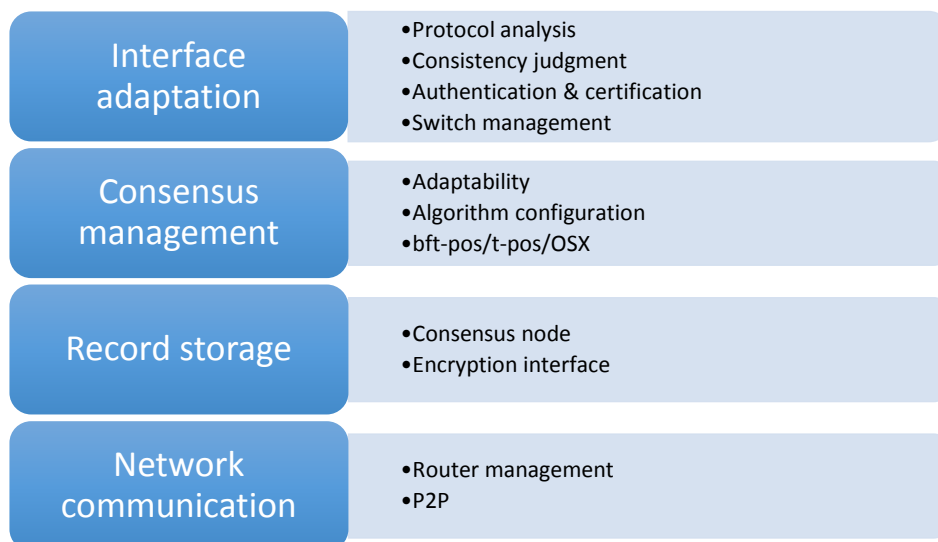 Interface
adaptation
•Protocol analysis
•Consistency judgment
•Authentication & certification
•Switch management
Consensus
management
•Adaptability
•Algorithm configuration
•bft-pos/t-pos/OSX
Record storage
•Consensus node
•Encryption interface
Network
communication
•Router management
•P2P